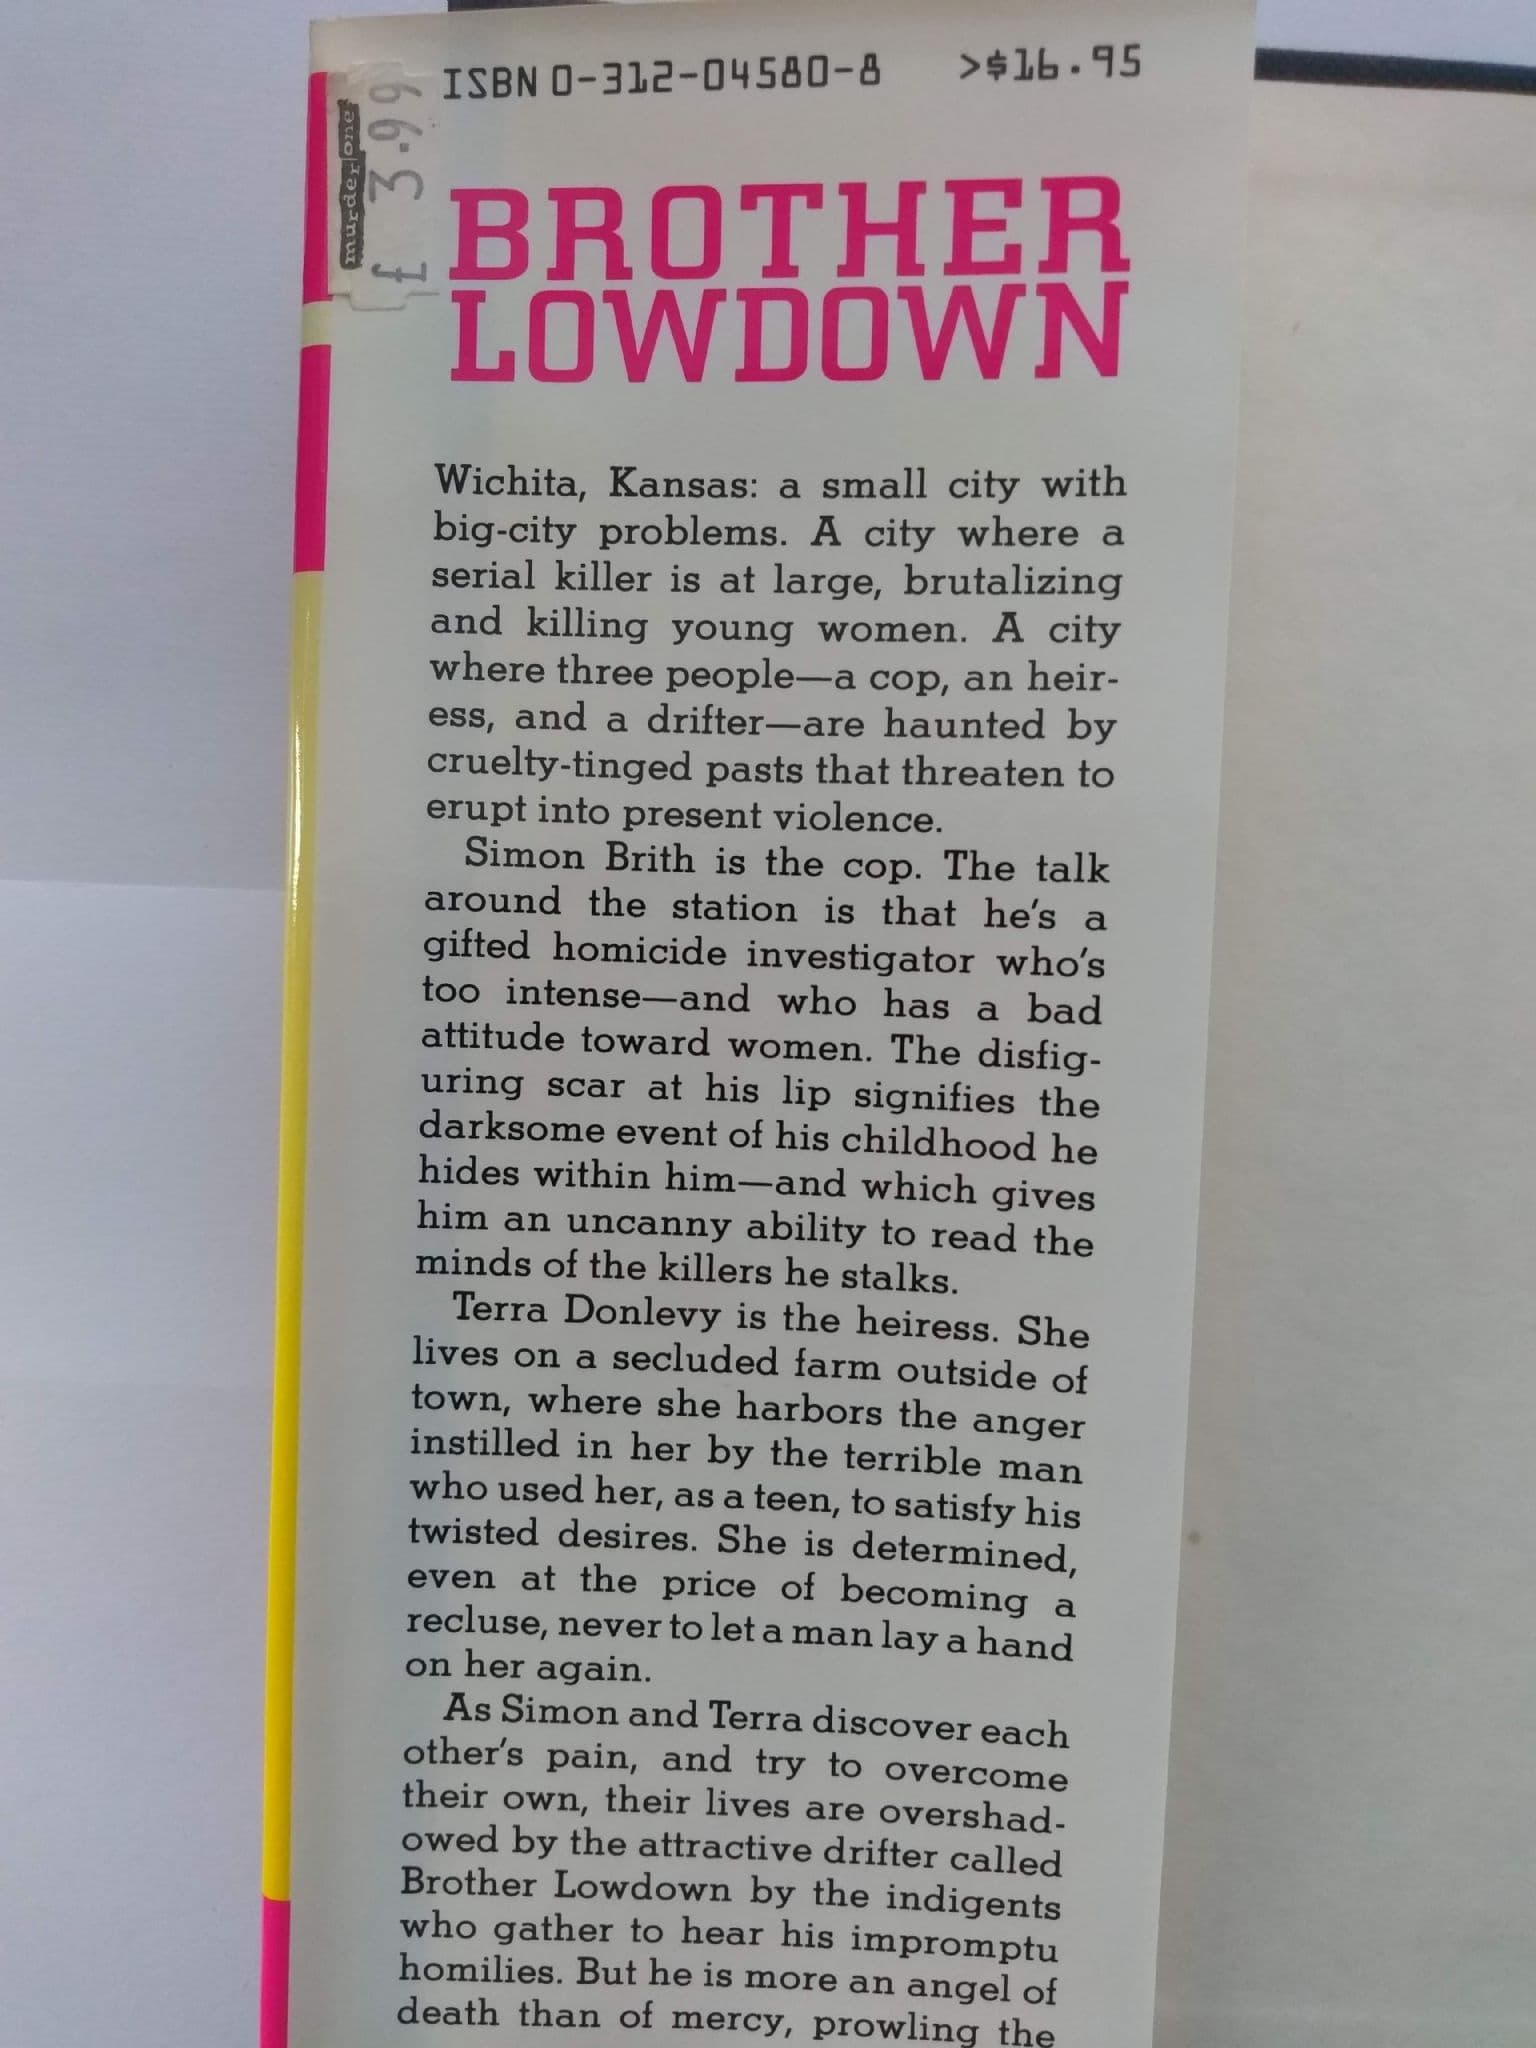 ISBN 0-312-04580-8 >$16.95
murder one
£ 3.99
BROTHER
LOWDOWN
Wichita, Kansas: a small city with
big-city problems. A city where a
serial killer is at large, brutalizing
and killing young women. A city
where three people—a cop, an heir-
ess, and a drifter—are haunted by
cruelty-tinged pasts that threaten to
erupt into present violence.
Simon Brith is the cop. The talk
around the station is that he's a
gifted homicide investigator who's
too intense—and who has a bad
attitude toward women. The disfig-
uring scar at his lip signifies the
darksome event of his childhood he
hides within him—and which gives
him an uncanny ability to read the
minds of the killers he stalks.
Terra Donlevy is the heiress. She
lives on a secluded farm outside of
town, where she harbors the anger
instilled in her by the terrible man
who used her, as a teen, to satisfy his
twisted desires. She is determined,
even at the price of becoming a
recluse, never to let a man lay a hand
on her again.
As Simon and Terra discover each
other's pain, and try to overcome
their own, their lives are overshad-
owed by the attractive drifter called
Brother Lowdown by the indigents
who gather to hear his impromptu
homilies. But he is more an angel of
death than of mercy, prowling the